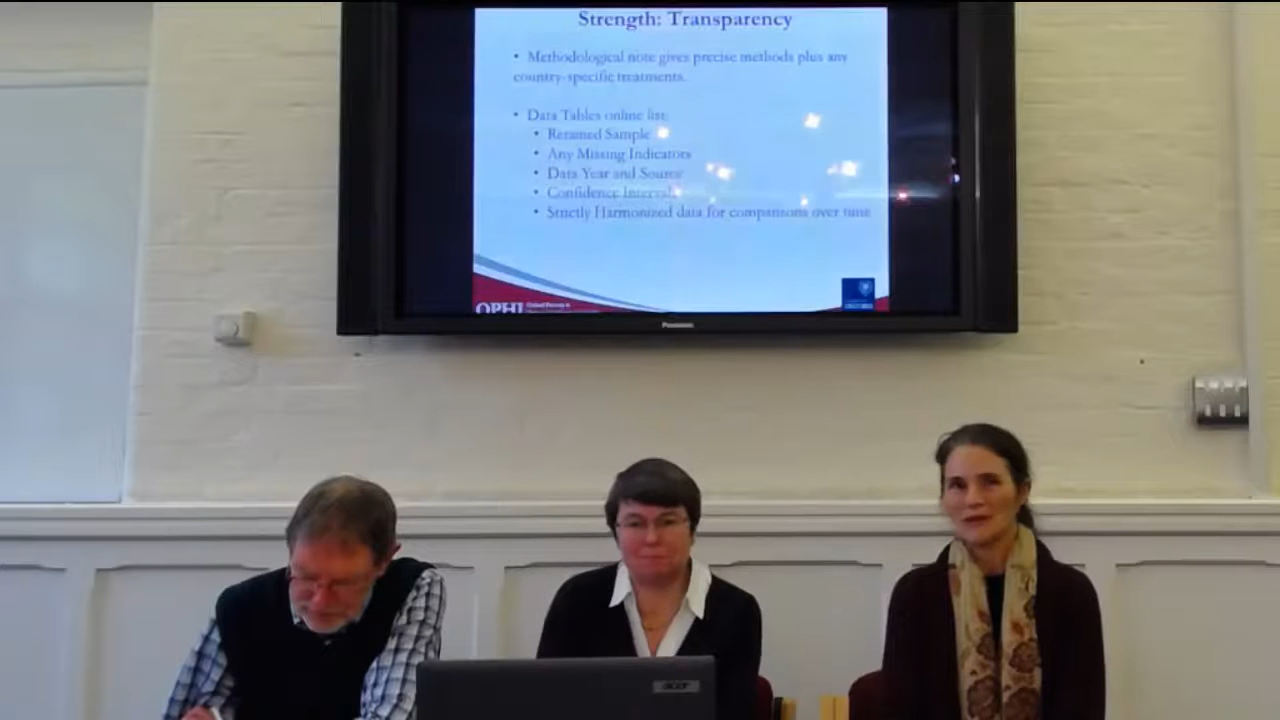 Strength: Transparency
• Methodological note gives precise methods plus any
country-specific treatments.
• Data Tables online list:
• Retained Sample
• Any Missing Indicators
• Data Year and Source
• Confidence Intervals
• Strictly Harmonized data for comparisons over time
OPHI
Panasonic
acer